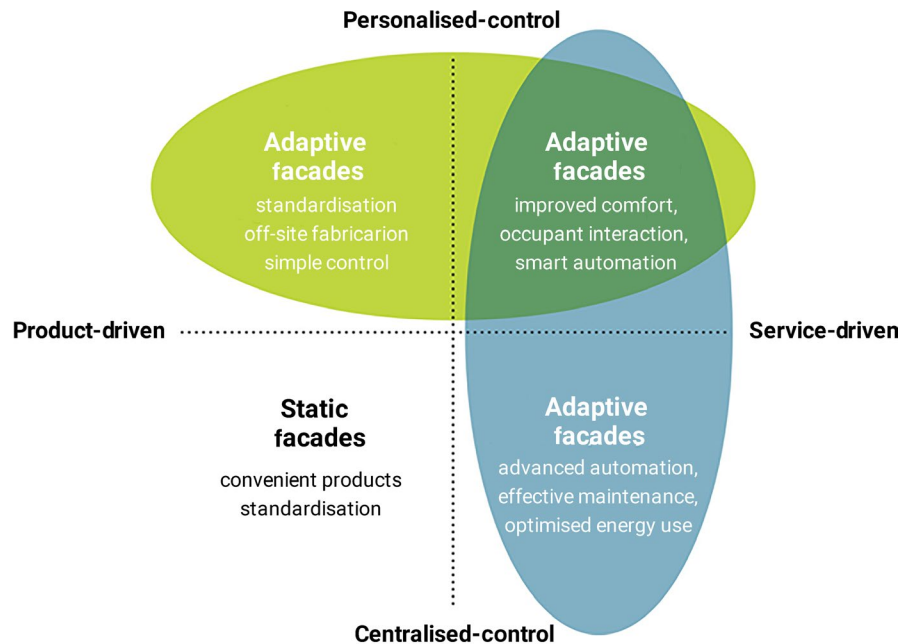 Personalised-control
Adaptive
facades
standardisation
off-site fabricarion
simple control
Adaptive
facades
improved comfort,
occupant interaction,
smart automation
Product-driven
Service-driven
Static
facades
convenient products
standardisation
Adaptive
facades
advanced automation,
effective maintenance,
optimised energy use
Centralised-control